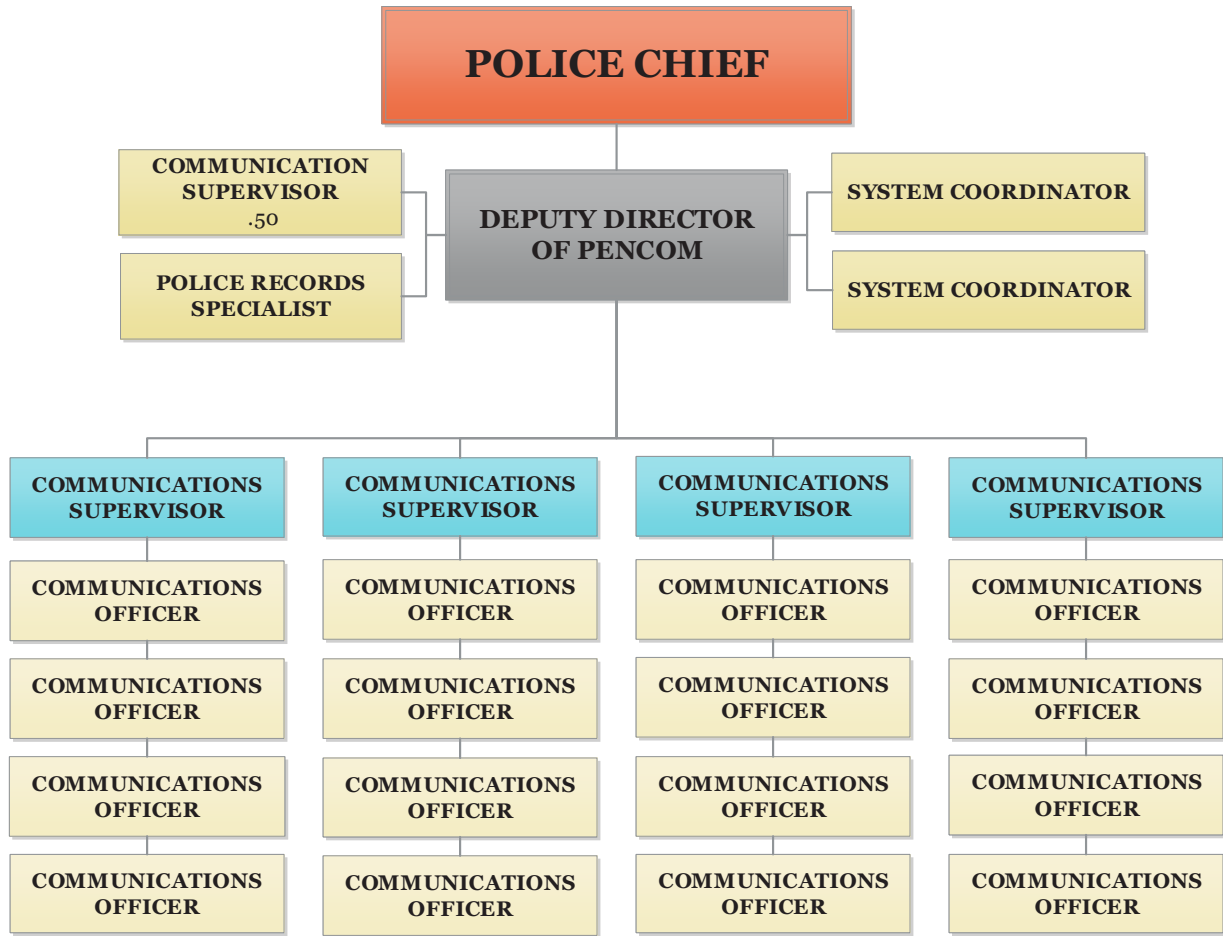 POLICE CHIEF
COMMUNICATION
SUPERVISOR
.50
POLICE RECORDS
SPECIALIST
DEPUTY DIRECTOR
OF PENCOM
SYSTEM COORDINATOR
SYSTEM COORDINATOR
COMMUNICATIONS
SUPERVISOR
COMMUNICATIONS
OFFICER
COMMUNICATIONS
OFFICER
COMMUNICATIONS
OFFICER
COMMUNICATIONS
OFFICER
COMMUNICATIONS
SUPERVISOR
COMMUNICATIONS
OFFICER
COMMUNICATIONS
OFFICER
COMMUNICATIONS
OFFICER
COMMUNICATIONS
OFFICER
COMMUNICATIONS
SUPERVISOR
COMMUNICATIONS
OFFICER
COMMUNICATIONS
OFFICER
COMMUNICATIONS
OFFICER
COMMUNICATIONS
OFFICER
COMMUNICATIONS
SUPERVISOR
COMMUNICATIONS
OFFICER
COMMUNICATIONS
OFFICER
COMMUNICATIONS
OFFICER
COMMUNICATIONS
OFFICER